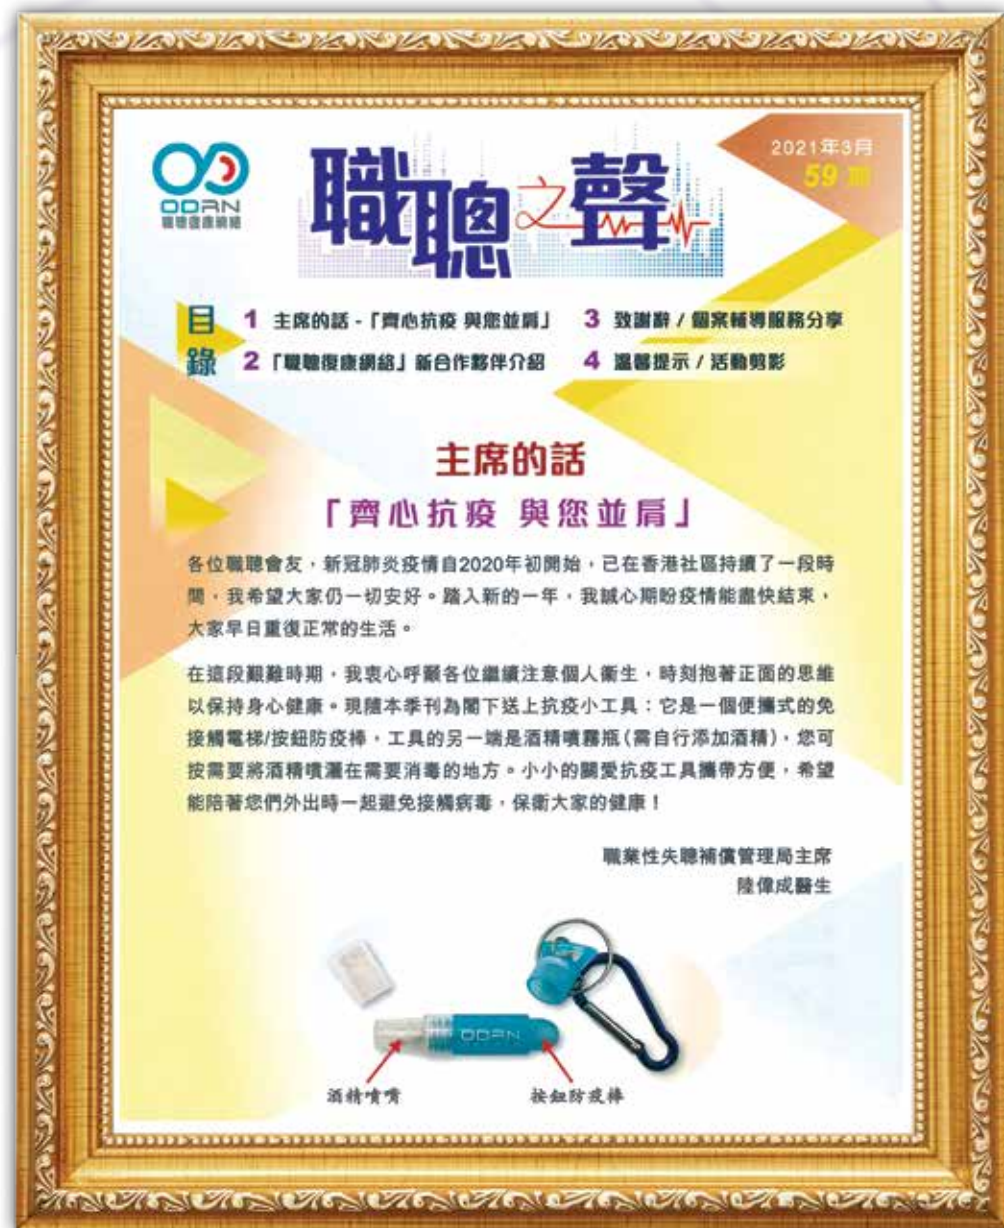 ODRN
職聰復康網絡
職聰之聲
2021年3月
59 期
目錄
1 主席的話 -「齊心抗疫 與您並肩」
2 「職聰復康網絡」新合作夥伴介紹
3 致謝辭 / 個案輔導服務分享
4 溫馨提示 / 活動剪影
主席的話
「齊心抗疫 與您並肩」
各位職聰會友，新冠肺炎疫情自2020年初開始，已在香港社區持續了一段時
間，我希望大家仍一切安好。踏入新的一年，我誠心期盼疫情能盡快結束，
大家早日重復正常的生活。
在這段艱難時期，我衷心呼籲各位繼續注意個人衞生，時刻抱著正面的思維
以保持身心健康。現隨本季刊為閣下送上抗疫小工具：它是一個便攜式的免
接觸電梯/按鈕防疫棒，工具的另一端是酒精噴霧瓶(需自行添加酒精)，您可
按需要將酒精噴灑在需要消毒的地方。小小的關愛抗疫工具攜帶方便，希望
能陪著您們外出時一起避免接觸病毒，保衞大家的健康！
職業性失聰補償管理局主席
陸偉成醫生
ODRN
酒精噴嘴
按鈕防疫棒